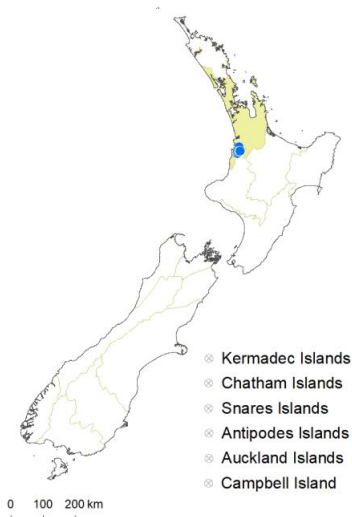 Kermadec Islands
Chatham Islands
Snares Islands
Antipodes Islands
Auckland Islands
Campbell Island
0 100 200 km